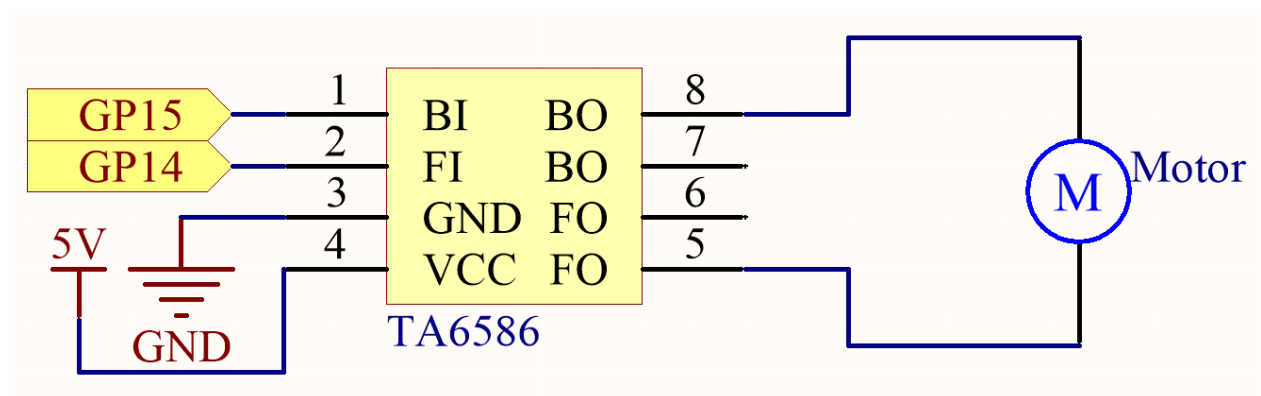 GP15 1 BI BO 8
GP14 2 FI BO 7
3 GND FO 6
5V 4 VCC FO 5
GND
TA6586
M Motor